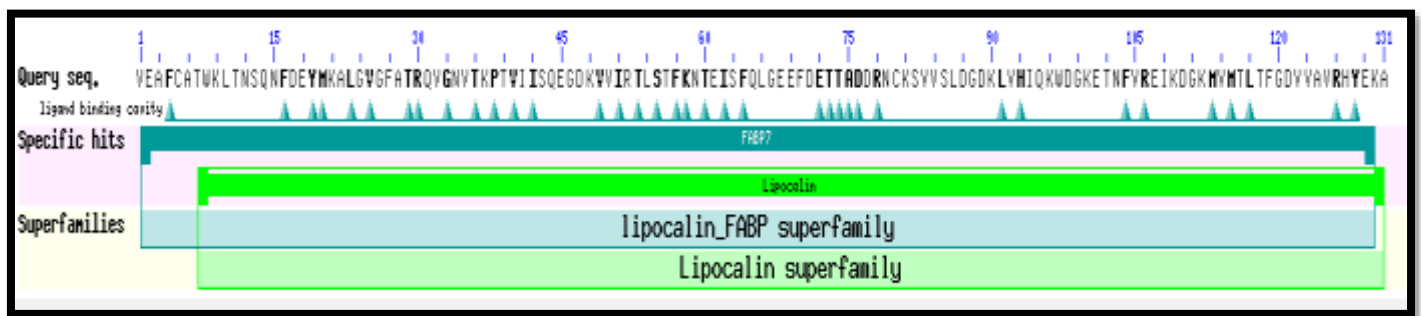 1 15 30 45 60 75 90 105 120 131
Query seq. VEAFCATWKLTNSQNFDEYMKALGVGFATRQVGNVTKPTVIISQEGDKVVIRTLSTFKNTEISFQLGEEFDETTADDRNCKSVVSLDGDKLVHIQKWDGKETNFVREIKDGKMVMTLTFGDVVAVRHYEKA
ligand binding cavity
Specific hits FABP7
Lipocalin
Superfamilies lipocalin_FABP superfamily
Lipocalin superfamily